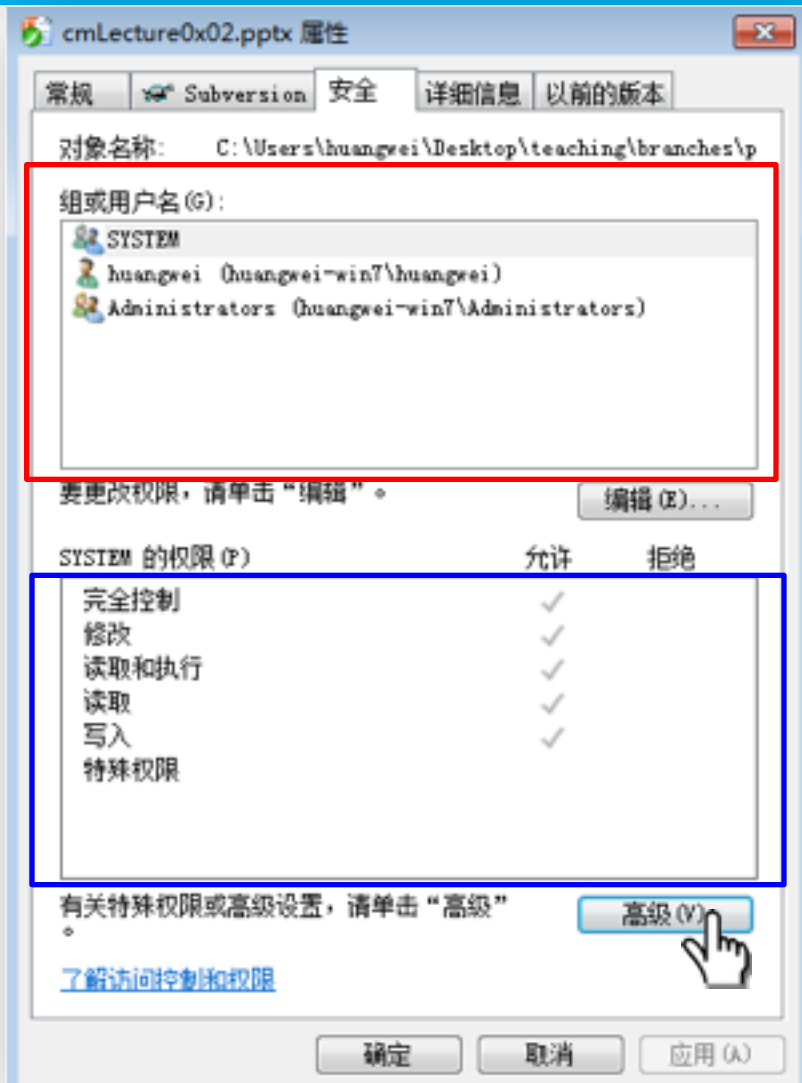 cmLecture0x02.pptx 属性
常规 Subversion 安全 详细信息 以前的版本
对象名称: C:\Users\huangwei\Desktop\teaching\branches\p
组或用户名(G):
SYSTEM
huangwei (huangwei-win7\huangwei)
Administrators (huangwei-win7\Administrators)
要更改权限，请单击“编辑”。
编辑(E)...
SYSTEM 的权限(P) 允许 拒绝
完全控制
修改
读取和执行
读取
写入
特殊权限
有关特殊权限或高级设置，请单击“高级”
。
高级(V)
了解访问控制和权限
确定 取消 应用(A)